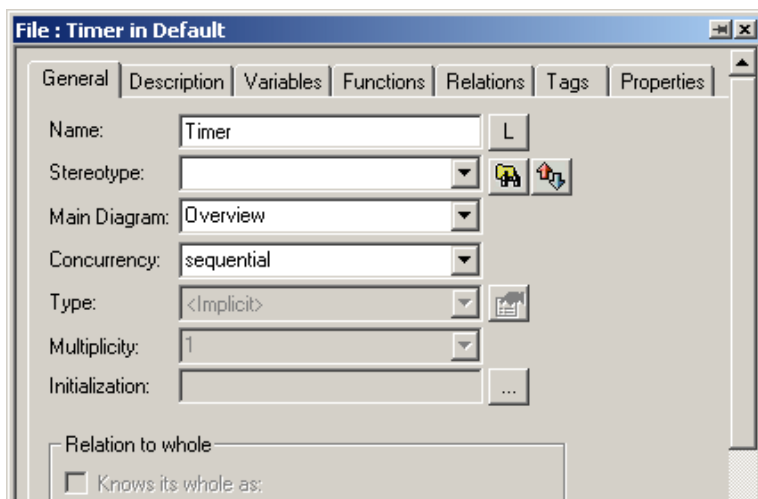 File : Timer in Default
General Description Variables Functions Relations Tags Properties
Name: Timer L
Stereotype:
Main Diagram: Overview
Concurrency: sequential
Type: <Implicit>
Multiplicity: 1
Initialization: ...
Relation to whole
Knows its whole as: